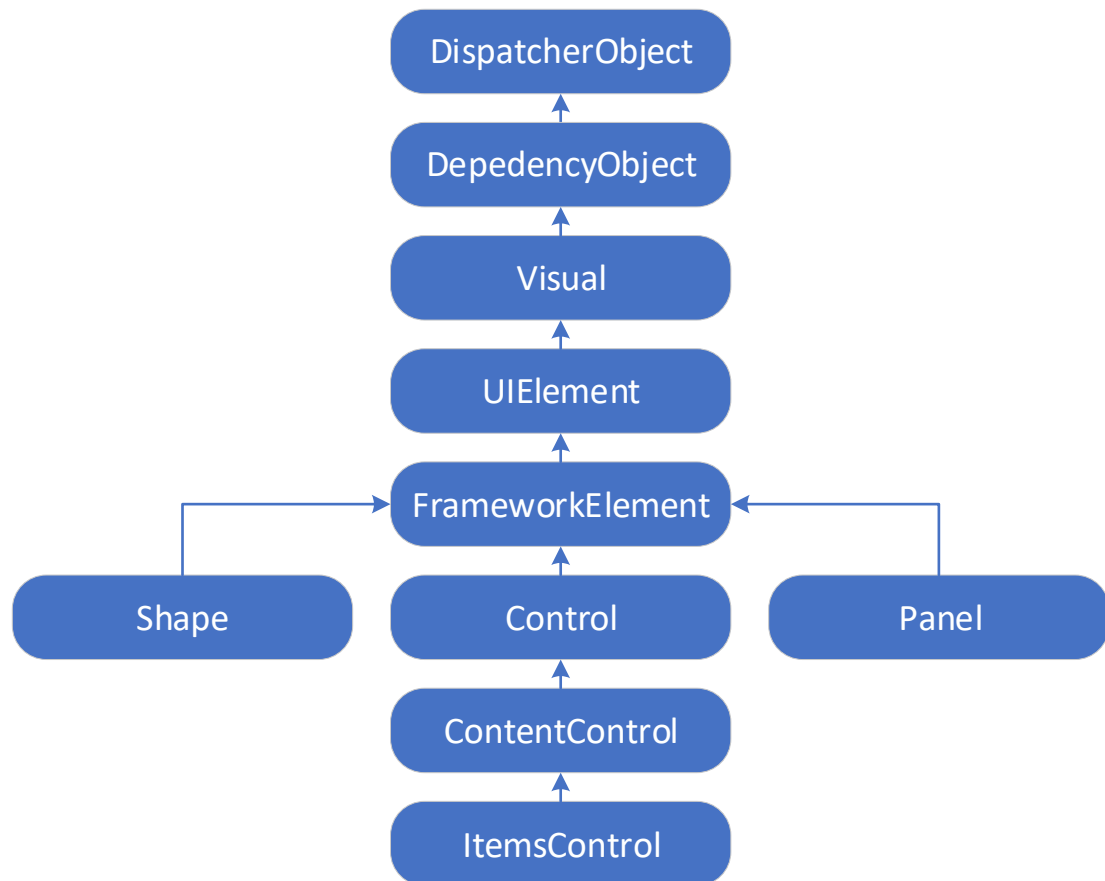 DispatcherObject
DepedencyObject
Visual
UIElement
FrameworkElement
Shape
Control
Panel
ContentControl
ItemsControl